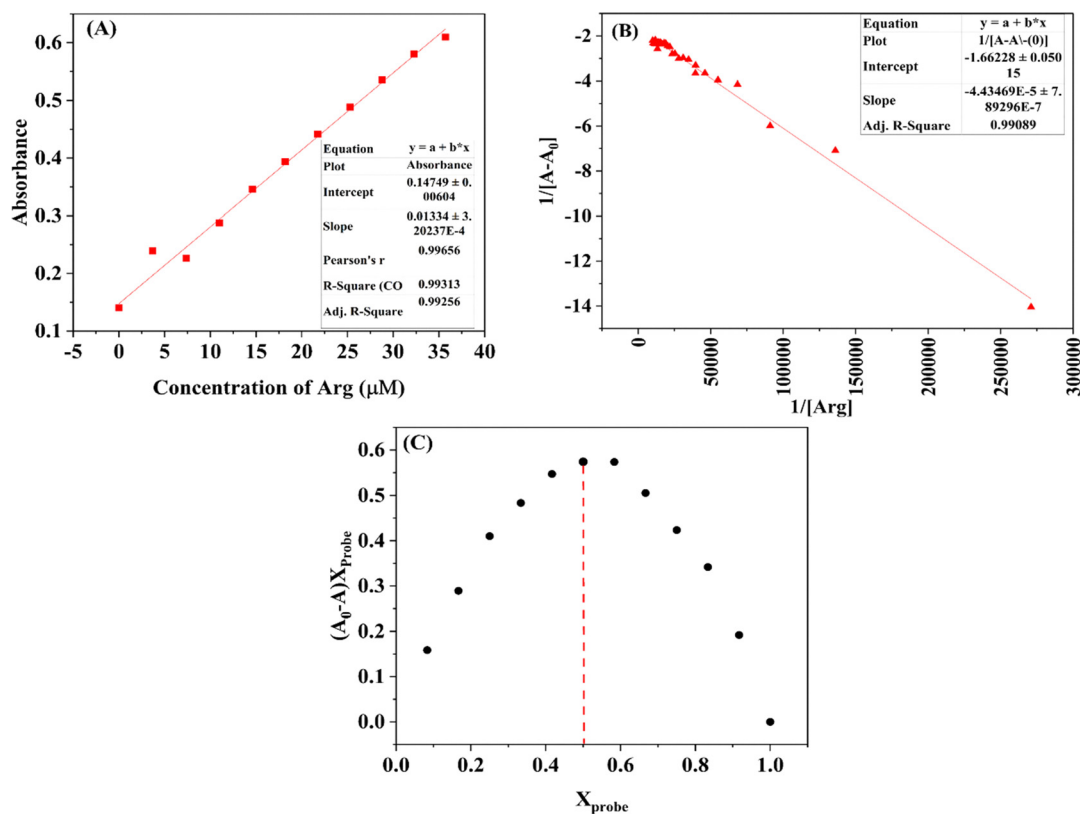 (A)
Absorbance
0.6
0.5
0.4
0.3
0.2
0.1
-5 0 5 10 15 20 25 30 35 40
Concentration of Arg (μM)
Equation y = a + b*x
Plot Absorbance
Intercept 0.14749 ± 0.
00604
Slope 0.01334 ± 3.
20237E-4
Pearson's r 0.99656
R-Square (CO 0.99313
Adj. R-Square 0.99256
(B)
1/[A-A₀]
-2
-4
-6
-8
-10
-12
-14
0 500000 1000000 1500000 2000000 2500000 3000000
1/[Arg]
Equation y = a + b*x
Plot 1/[A-A\-(0)]
Intercept -1.66228 ± 0.050
15
Slope -4.43469E-5 ± 7.
89296E-7
Adj. R-Square 0.99089
(C)
(A₀-A)XProbe
0.6
0.5
0.4
0.3
0.2
0.1
0.0
0.0 0.2 0.4 0.6 0.8 1.0
Xprobe